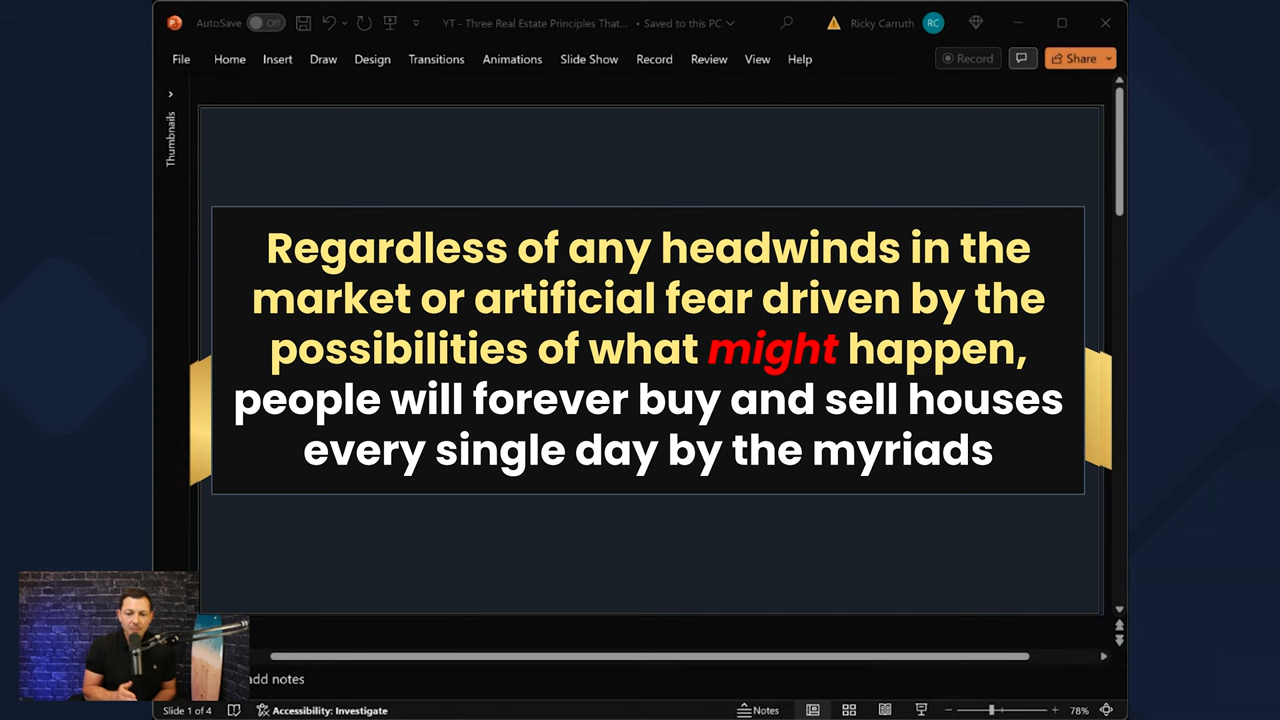 AutoSave Off YT - Three Real Estate Principles That... • Saved to this PC Ricky Carruth RC
File Home Insert Draw Design Transitions Animations Slide Show Record Review View Help Record Share
Thumbnails
Regardless of any headwinds in the
market or artificial fear driven by the
possibilities of what might happen,
people will forever buy and sell houses
every single day by the myriads
add notes
Slide 1 of 4 Accessibility: Investigate Notes 78%